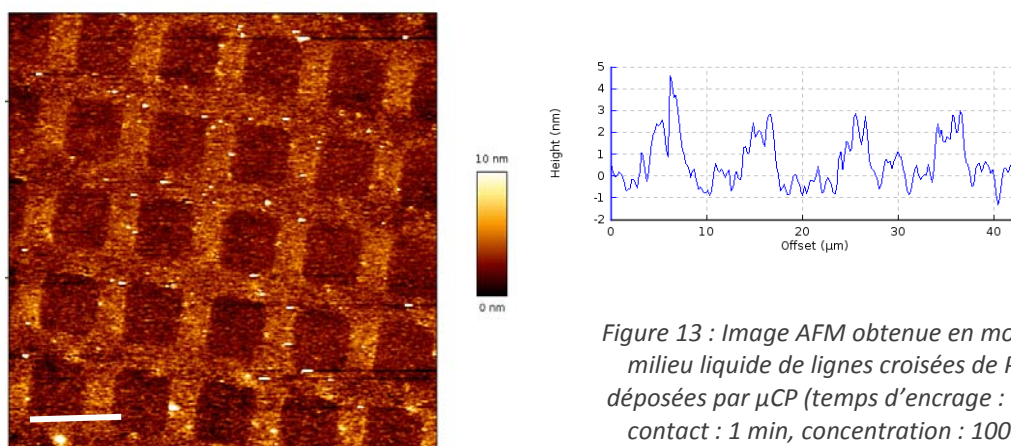 10 nm
0 nm
Height (nm)
5
4
3
2
1
0
-1
-2
0
10
20
30
40
Offset (µm)
Figure 13 : Image AFM obtenue en
milieu liquide de lignes croisées de
déposées par µCP (temps d'encrage :
contact : 1 min, concentration : 100